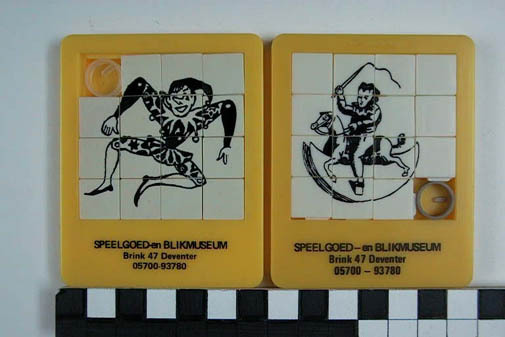 SPEELGOED-en BLIKMUSEUM
Brink 47 Deventer
05700-93780
SPEELGOED - en BLIKMUSEUM
Brink 47 Deventer
05700 - 93780